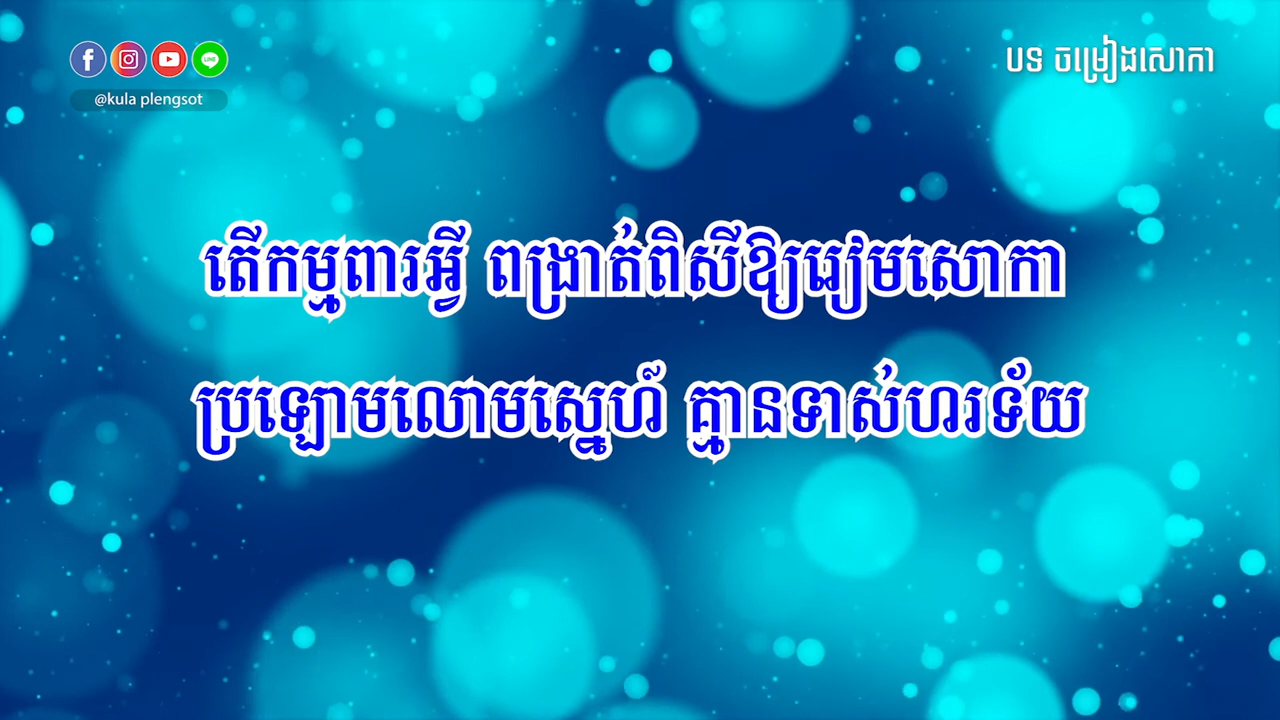 @kula plengsot
បទ ចម្រៀងសោកា
តើកម្មពារអ្វី ពង្រាត់ពិសីឱ្យរៀមសោកា
ប្រឡោមលោមស្នេហ៍ គ្មានទាស់ហរទ័យ